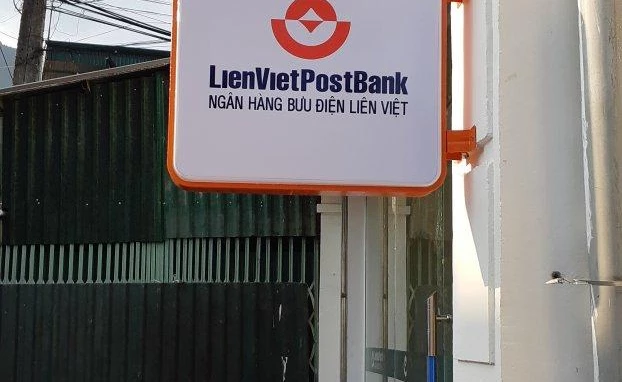 LienVietPostBank
NGÂN HÀNG BƯU ĐIỆN LIÊN VIỆT